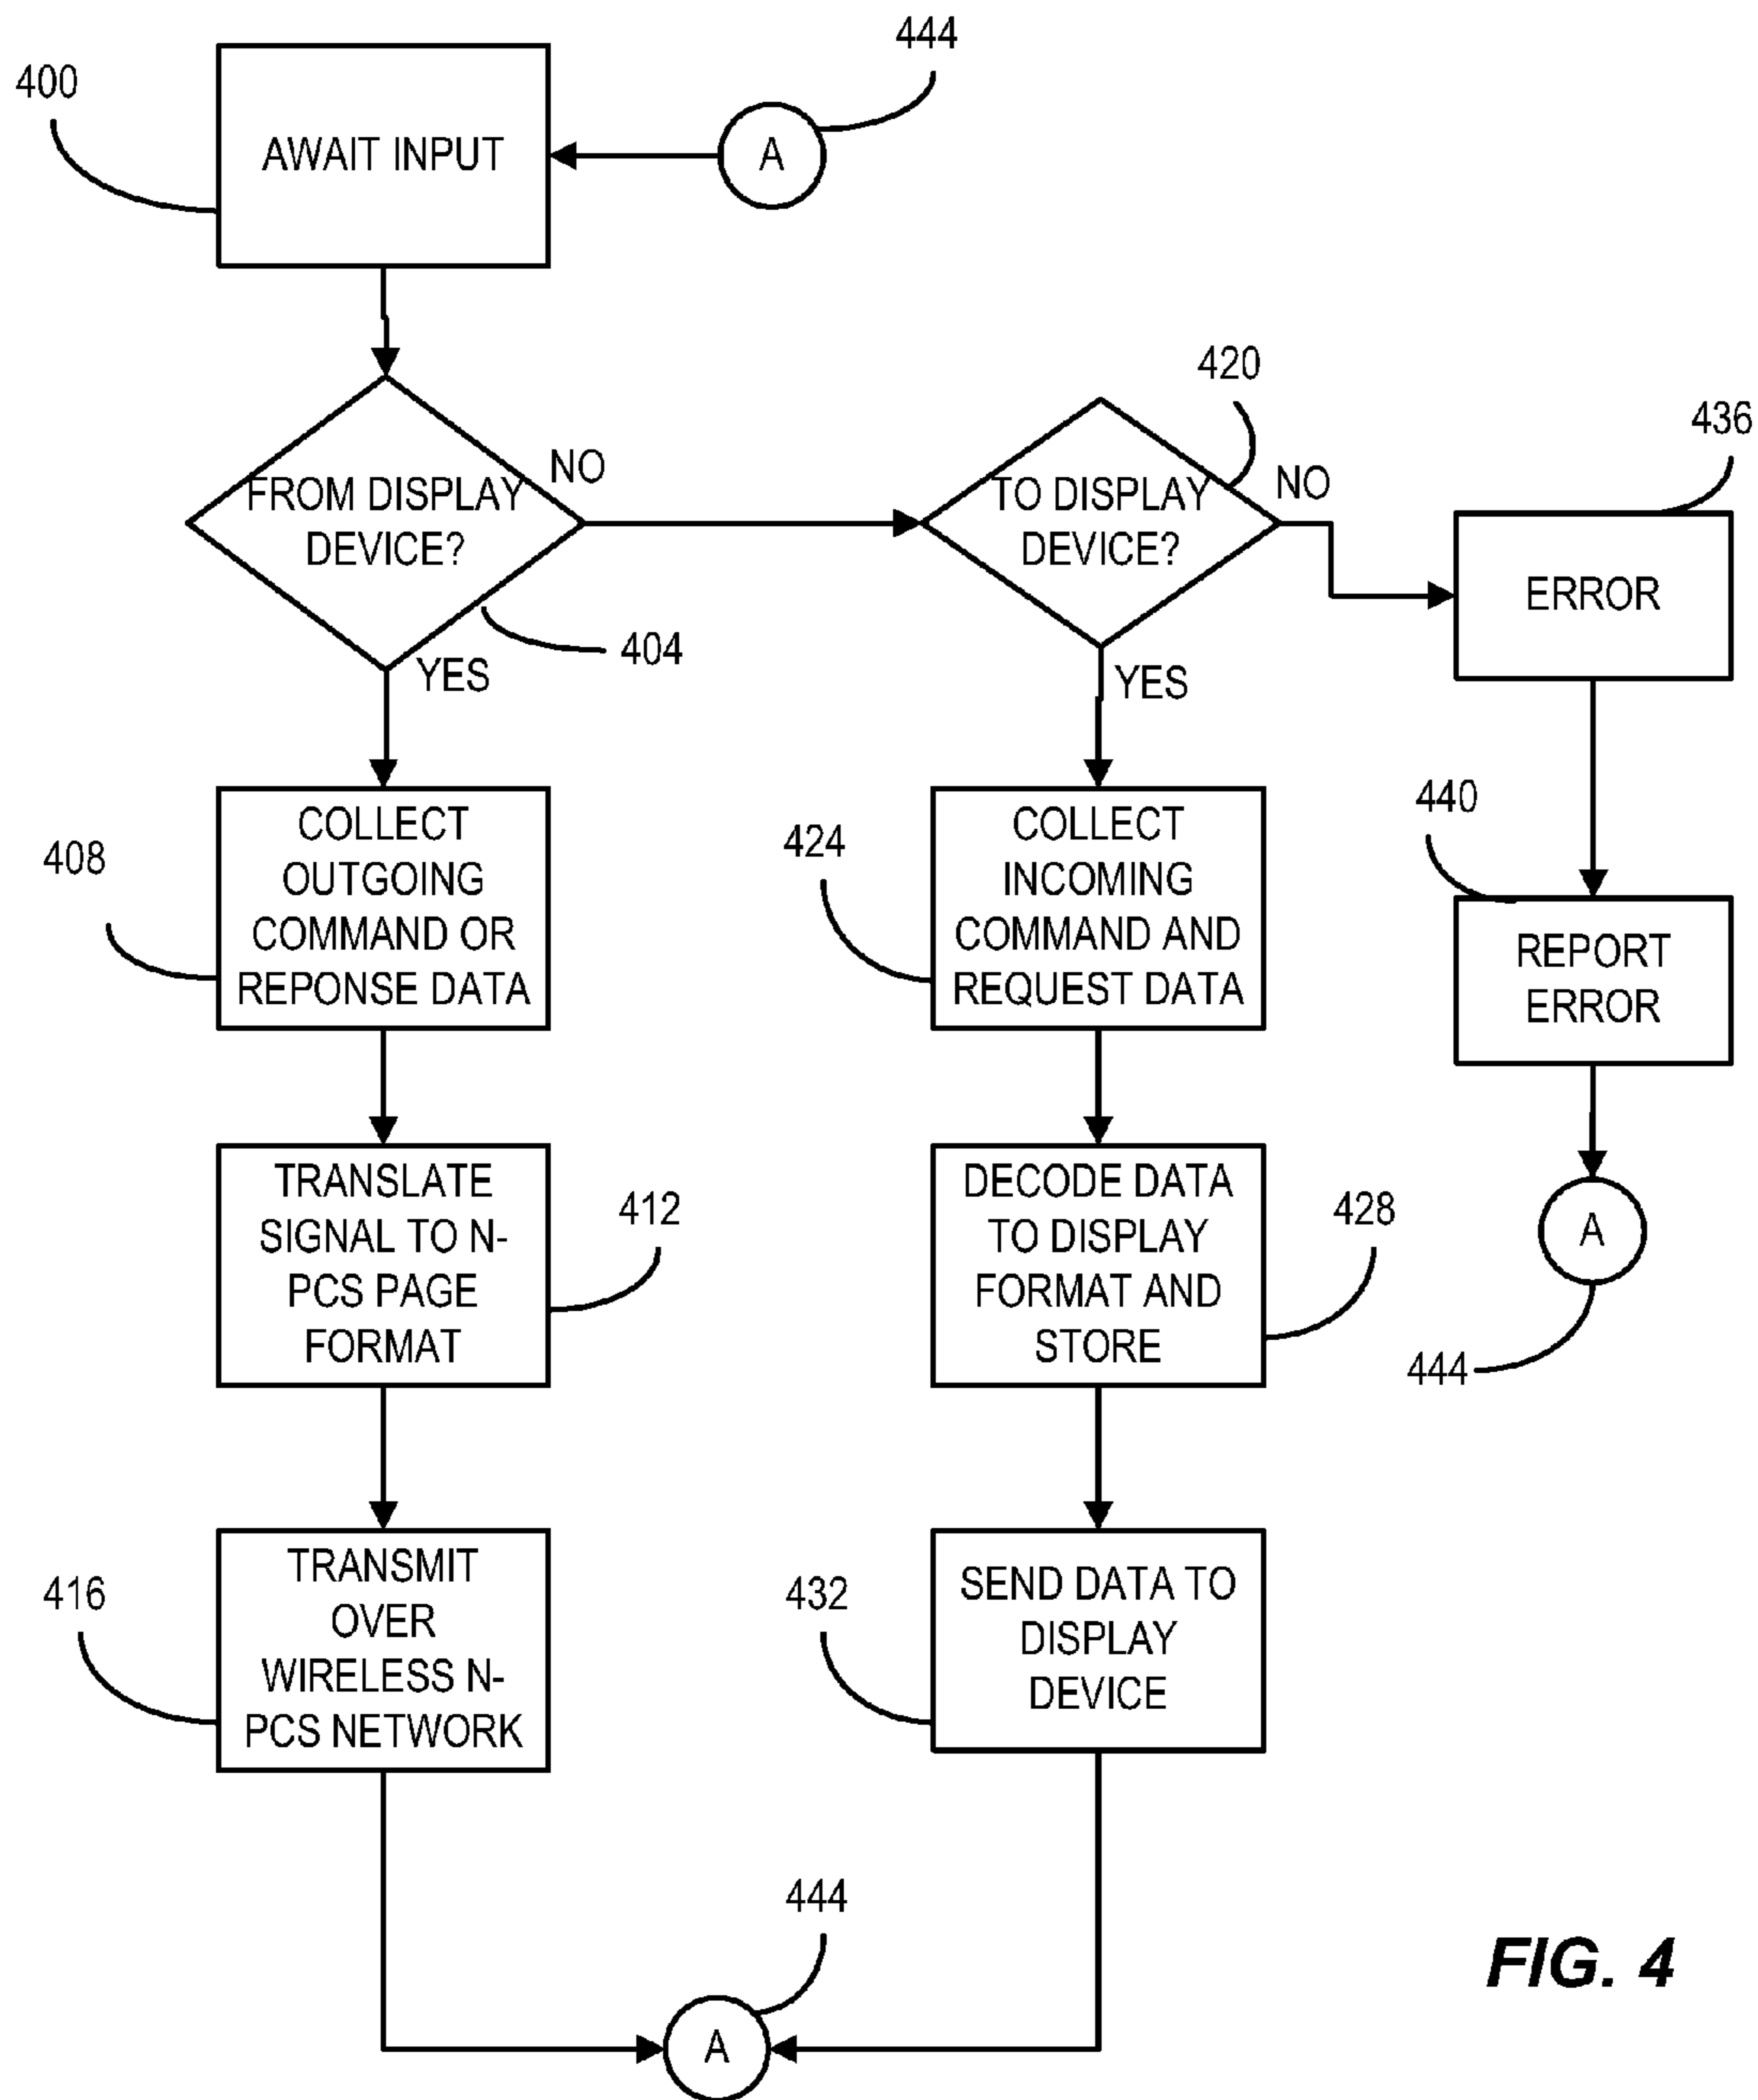 444
400
AWAIT INPUT
A
420
436
FROM DISPLAY
DEVICE?
NO
TO DISPLAY
DEVICE?
NO
ERROR
404
YES
YES
440
408
COLLECT
OUTGOING
COMMAND OR
REPONSE DATA
424
COLLECT
INCOMING
COMMAND AND
REQUEST DATA
REPORT
ERROR
TRANSLATE
SIGNAL TO N-
PCS PAGE
FORMAT
412
DECODE DATA
TO DISPLAY
FORMAT AND
STORE
428
A
444
416
TRANSMIT
OVER
WIRELESS N-
PCS NETWORK
432
SEND DATA TO
DISPLAY
DEVICE
444
A
FIG. 4